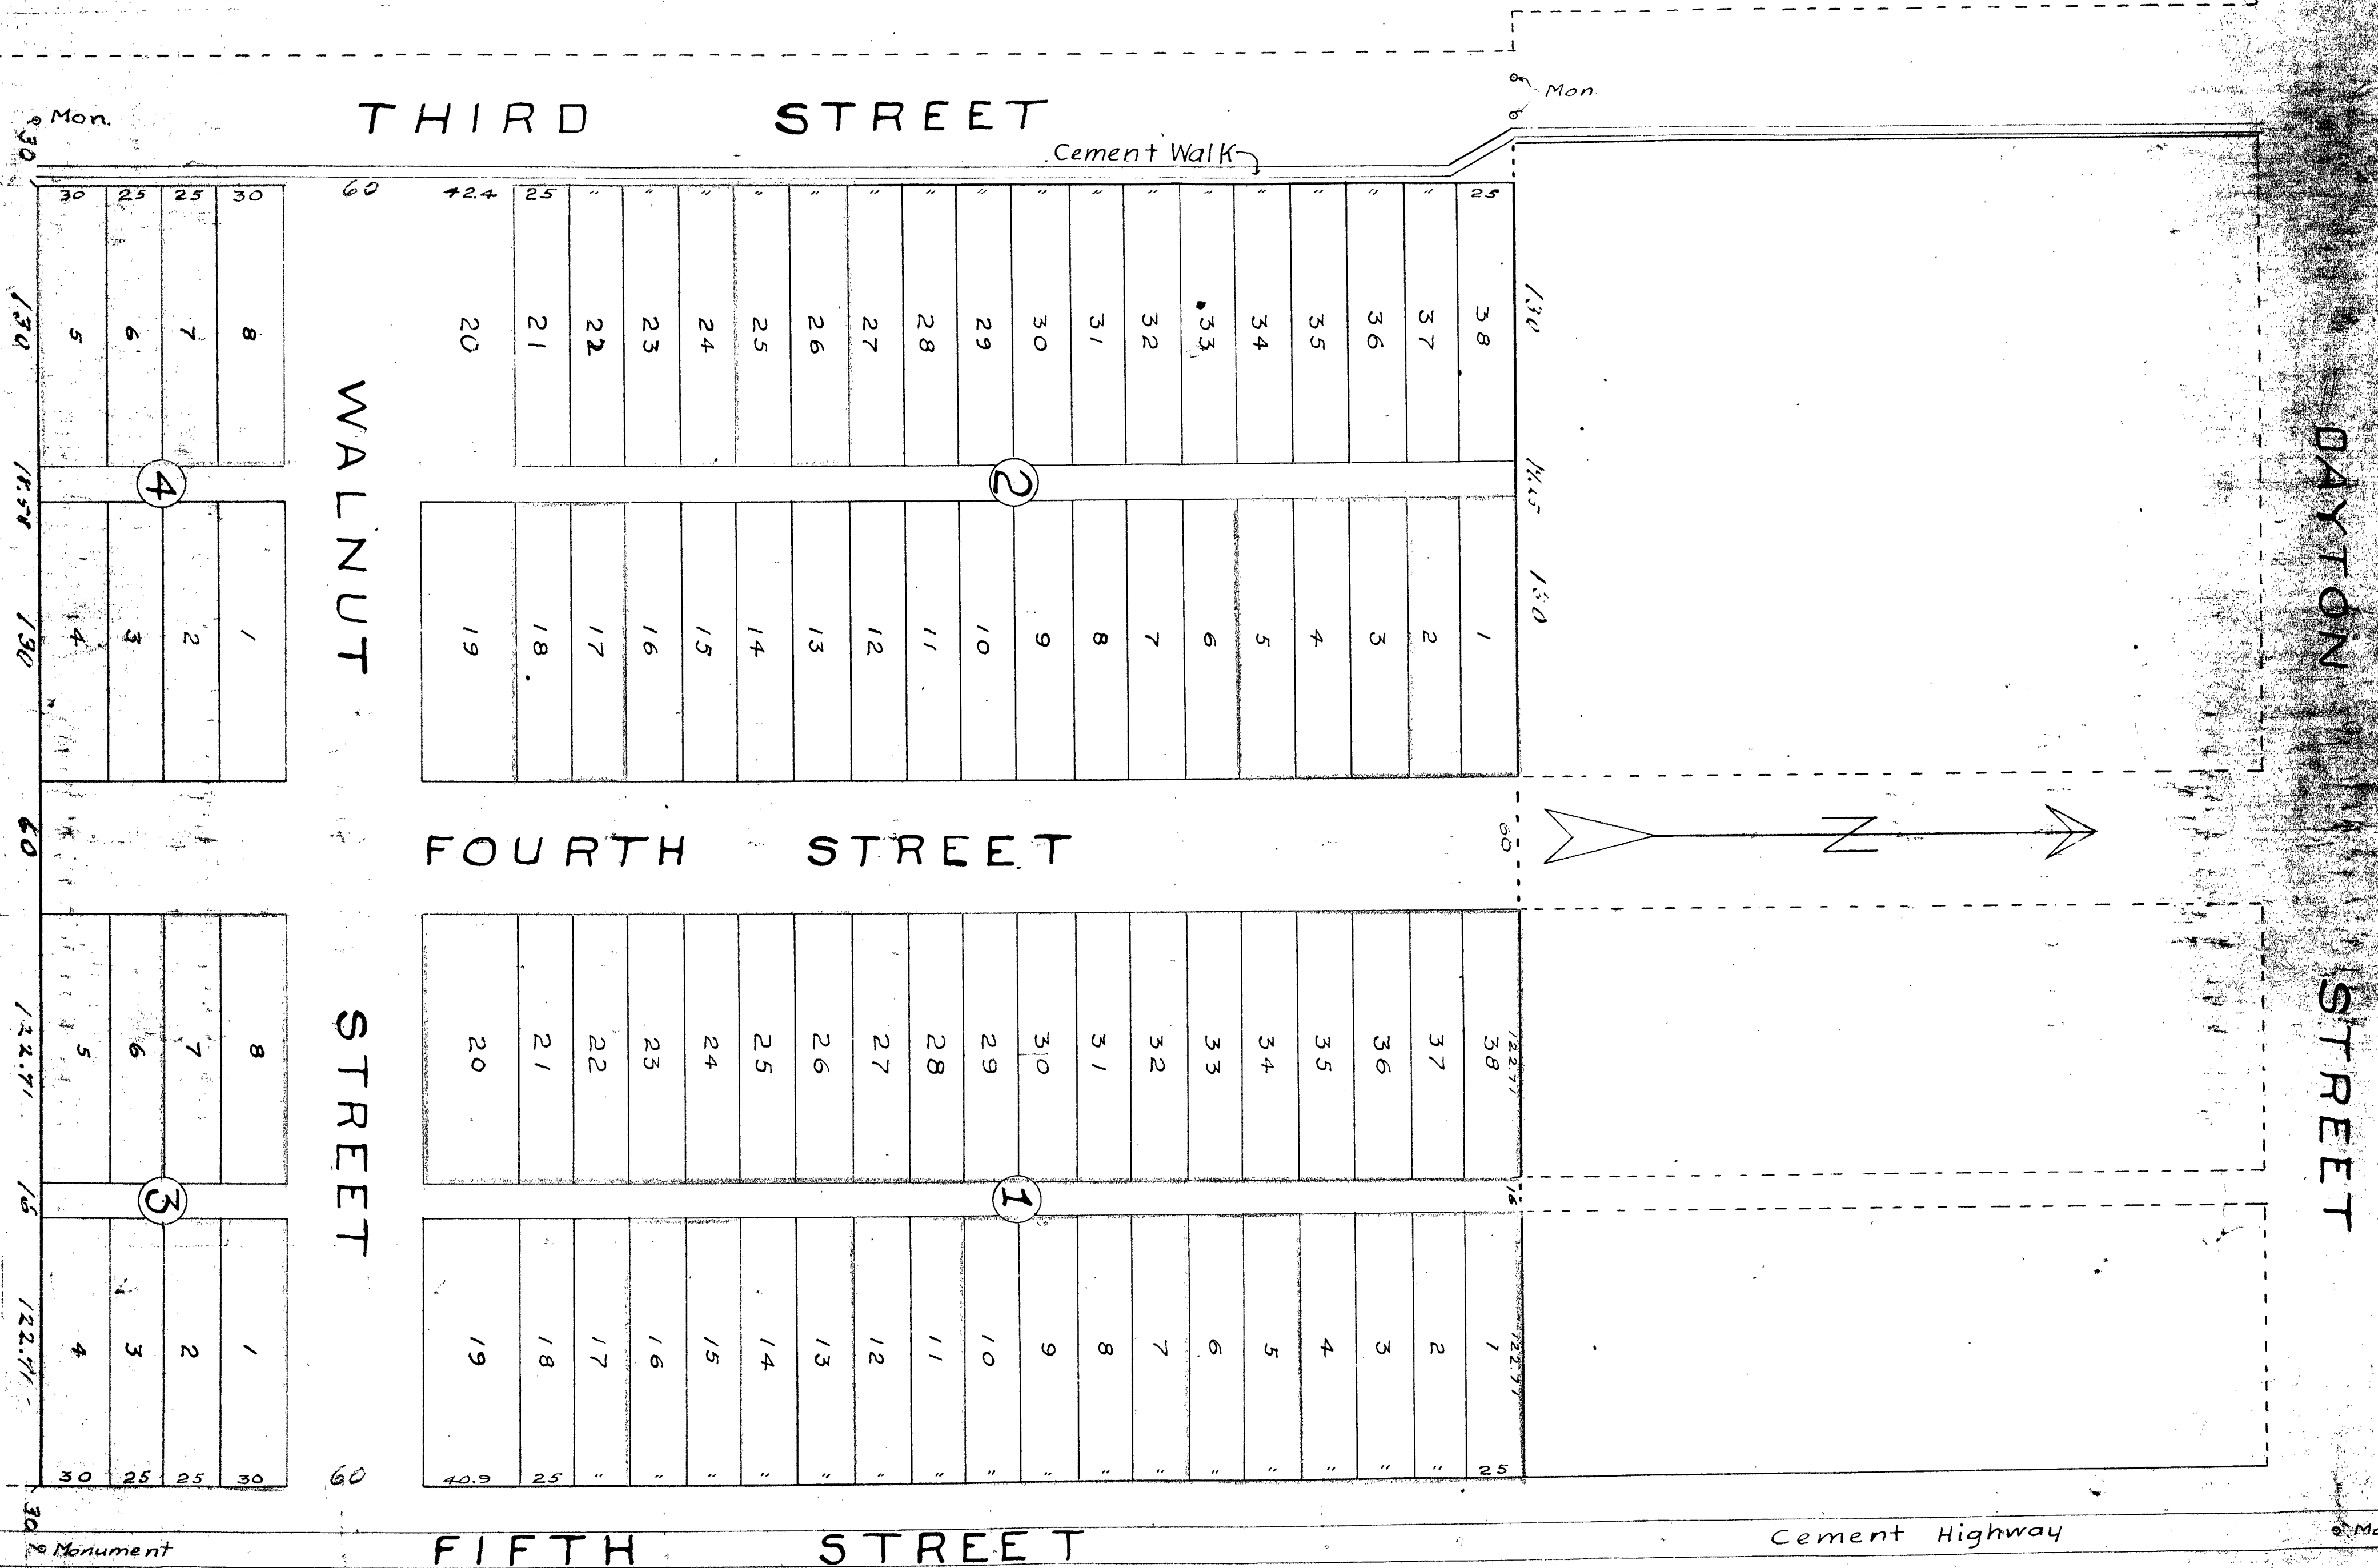 Mon.
THIRD STREET
Mon.
Cement Walk
30
30 25 25 30
60
42.4 25 " " " " " " " " " " " " " " " " 25
130
5 6 7 8
20 21 22 23 24 25 26 27 28 29 30 31 32 33 34 35 36 37 38
130
4
2
WALNUT STREET
DAYTON STREET
130
4 3 2 1
19 18 17 16 15 14 13 12 11 10 9 8 7 6 5 4 3 2 1
130
60
FOURTH STREET
60
N
122.71
5 6 7 8
20 21 22 23 24 25 26 27 28 29 30 31 32 33 34 35 36 37 38
122.71
16
3
1
16
122.71
4 3 2 1
19 18 17 16 15 14 13 12 11 10 9 8 7 6 5 4 3 2 1
122.71
30 25 25 30
60
40.9 25 " " " " " " " " " " " " " " " " 25
30
Monument
FIFTH STREET
Cement Highway